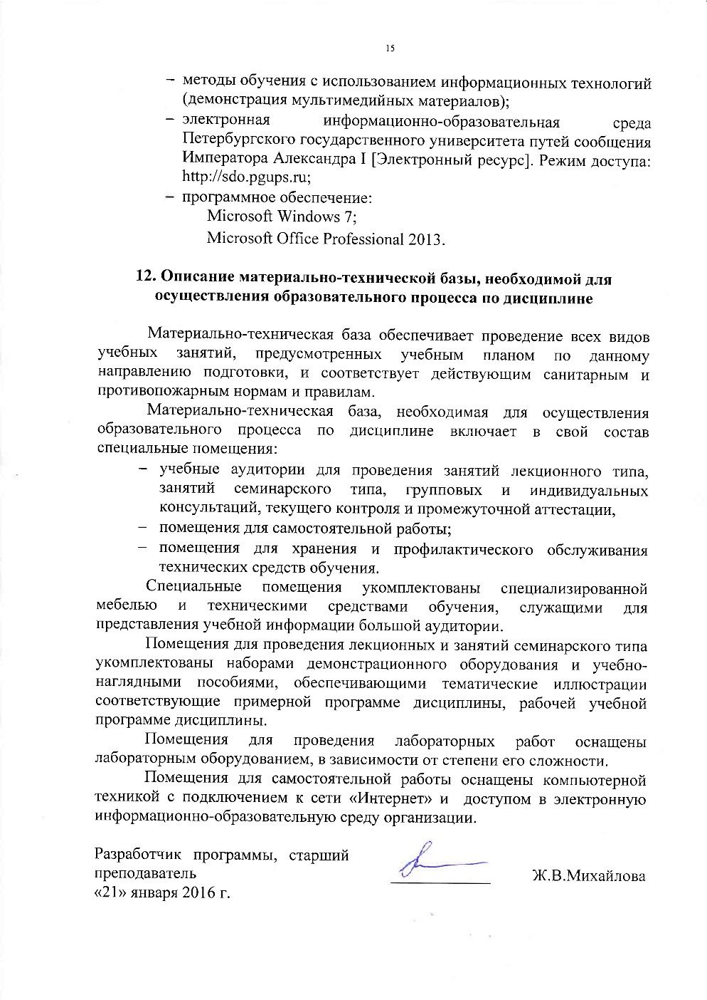 15
– методы обучения с использованием информационных технологий
(демонстрация мультимедийных материалов);
– электронная информационно-образовательная среда
Петербургского государственного университета путей сообщения
Императора Александра I [Электронный ресурс]. Режим доступа:
http://sdo.pgups.ru;
– программное обеспечение:
Microsoft Windows 7;
Microsoft Office Professional 2013.
12. Описание материально-технической базы, необходимой для
осуществления образовательного процесса по дисциплине
Материально-техническая база обеспечивает проведение всех видов
учебных занятий, предусмотренных учебным планом по данному
направлению подготовки, и соответствует действующим санитарным и
противопожарным нормам и правилам.
Материально-техническая база, необходимая для осуществления
образовательного процесса по дисциплине включает в свой состав
специальные помещения:
– учебные аудитории для проведения занятий лекционного типа,
занятий семинарского типа, групповых и индивидуальных
консультаций, текущего контроля и промежуточной аттестации,
– помещения для самостоятельной работы;
– помещения для хранения и профилактического обслуживания
технических средств обучения.
Специальные помещения укомплектованы специализированной
мебелью и техническими средствами обучения, служащими для
представления учебной информации большой аудитории.
Помещения для проведения лекционных и занятий семинарского типа
укомплектованы наборами демонстрационного оборудования и учебно-
наглядными пособиями, обеспечивающими тематические иллюстрации
соответствующие примерной программе дисциплины, рабочей учебной
программе дисциплины.
Помещения для проведения лабораторных работ оснащены
лабораторным оборудованием, в зависимости от степени его сложности.
Помещения для самостоятельной работы оснащены компьютерной
техникой с подключением к сети «Интернет» и доступом в электронную
информационно-образовательную среду организации.
Разработчик программы, старший
преподаватель Ж.В.Михайлова
«21» января 2016 г.